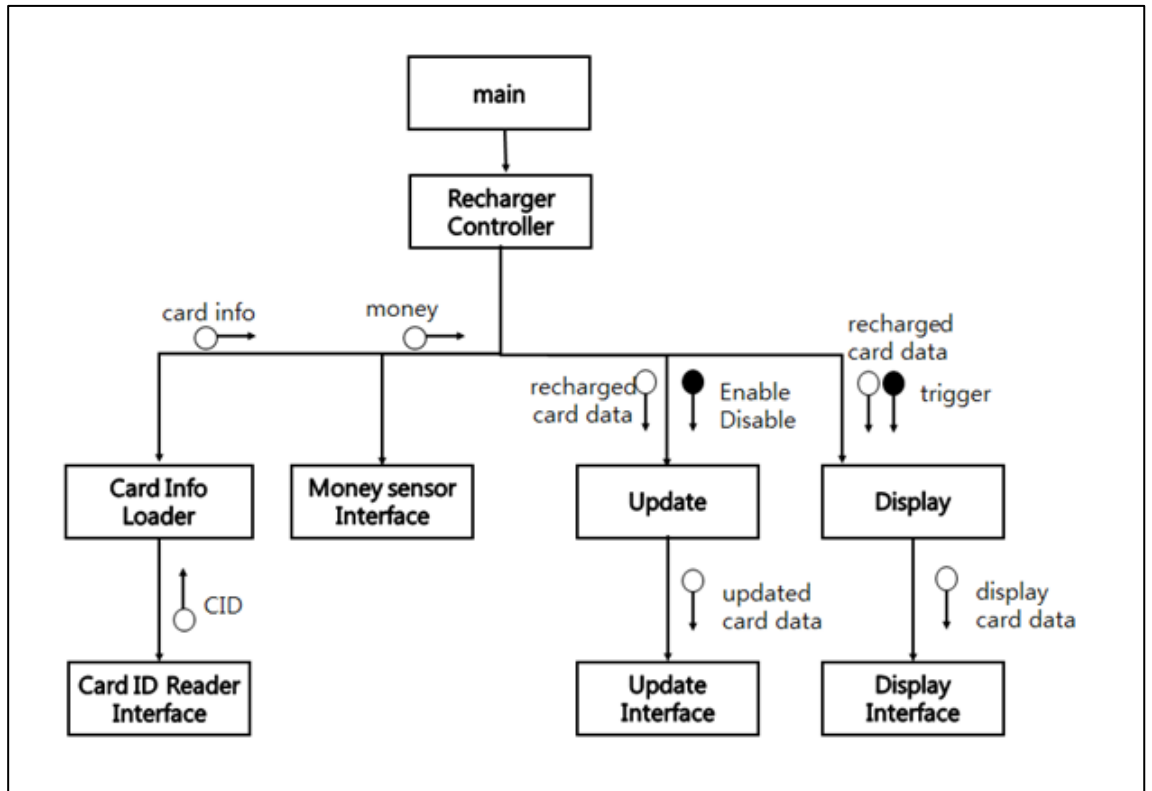 main
Recharger
Controller
card info
money
recharged
card data
recharged
card data
Enable
Disable
trigger
Card Info
Loader
Money sensor
Interface
Update
Display
CID
updated
card data
display
card data
Card ID Reader
Interface
Update
Interface
Display
Interface